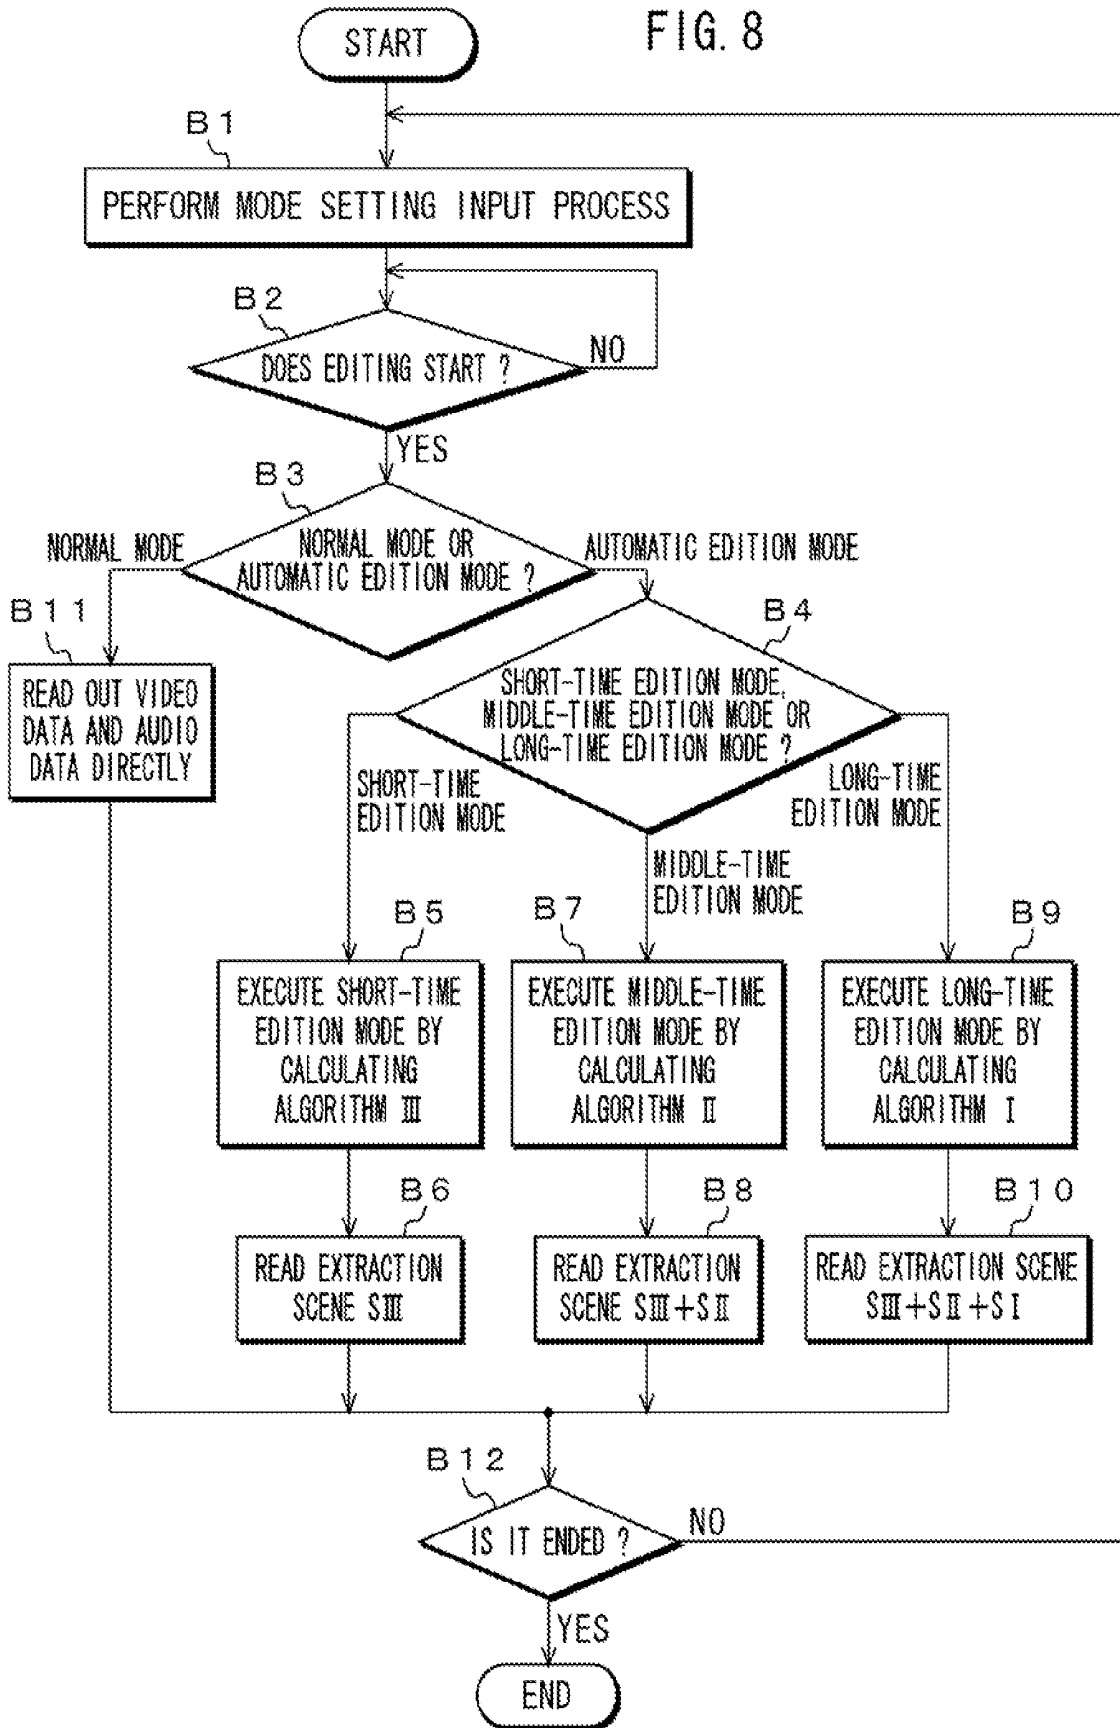 START
FIG. 8
B1
PERFORM MODE SETTING INPUT PROCESS
B2
DOES EDITING START ?
NO
YES
B3
NORMAL MODE OR
AUTOMATIC EDITION MODE ?
NORMAL MODE
AUTOMATIC EDITION MODE
B11
READ OUT VIDEO
DATA AND AUDIO
DATA DIRECTLY
B4
SHORT-TIME EDITION MODE,
MIDDLE-TIME EDITION MODE OR
LONG-TIME EDITION MODE ?
SHORT-TIME
EDITION MODE
MIDDLE-TIME
EDITION MODE
LONG-TIME
EDITION MODE
B5
EXECUTE SHORT-TIME
EDITION MODE BY
CALCULATING
ALGORITHM Ⅲ
B7
EXECUTE MIDDLE-TIME
EDITION MODE BY
CALCULATING
ALGORITHM Ⅱ
B9
EXECUTE LONG-TIME
EDITION MODE BY
CALCULATING
ALGORITHM Ⅰ
B6
READ EXTRACTION
SCENE SⅢ
B8
READ EXTRACTION
SCENE SⅢ+SⅡ
B10
READ EXTRACTION SCENE
SⅢ+SⅡ+SⅠ
B12
IS IT ENDED ?
NO
YES
END